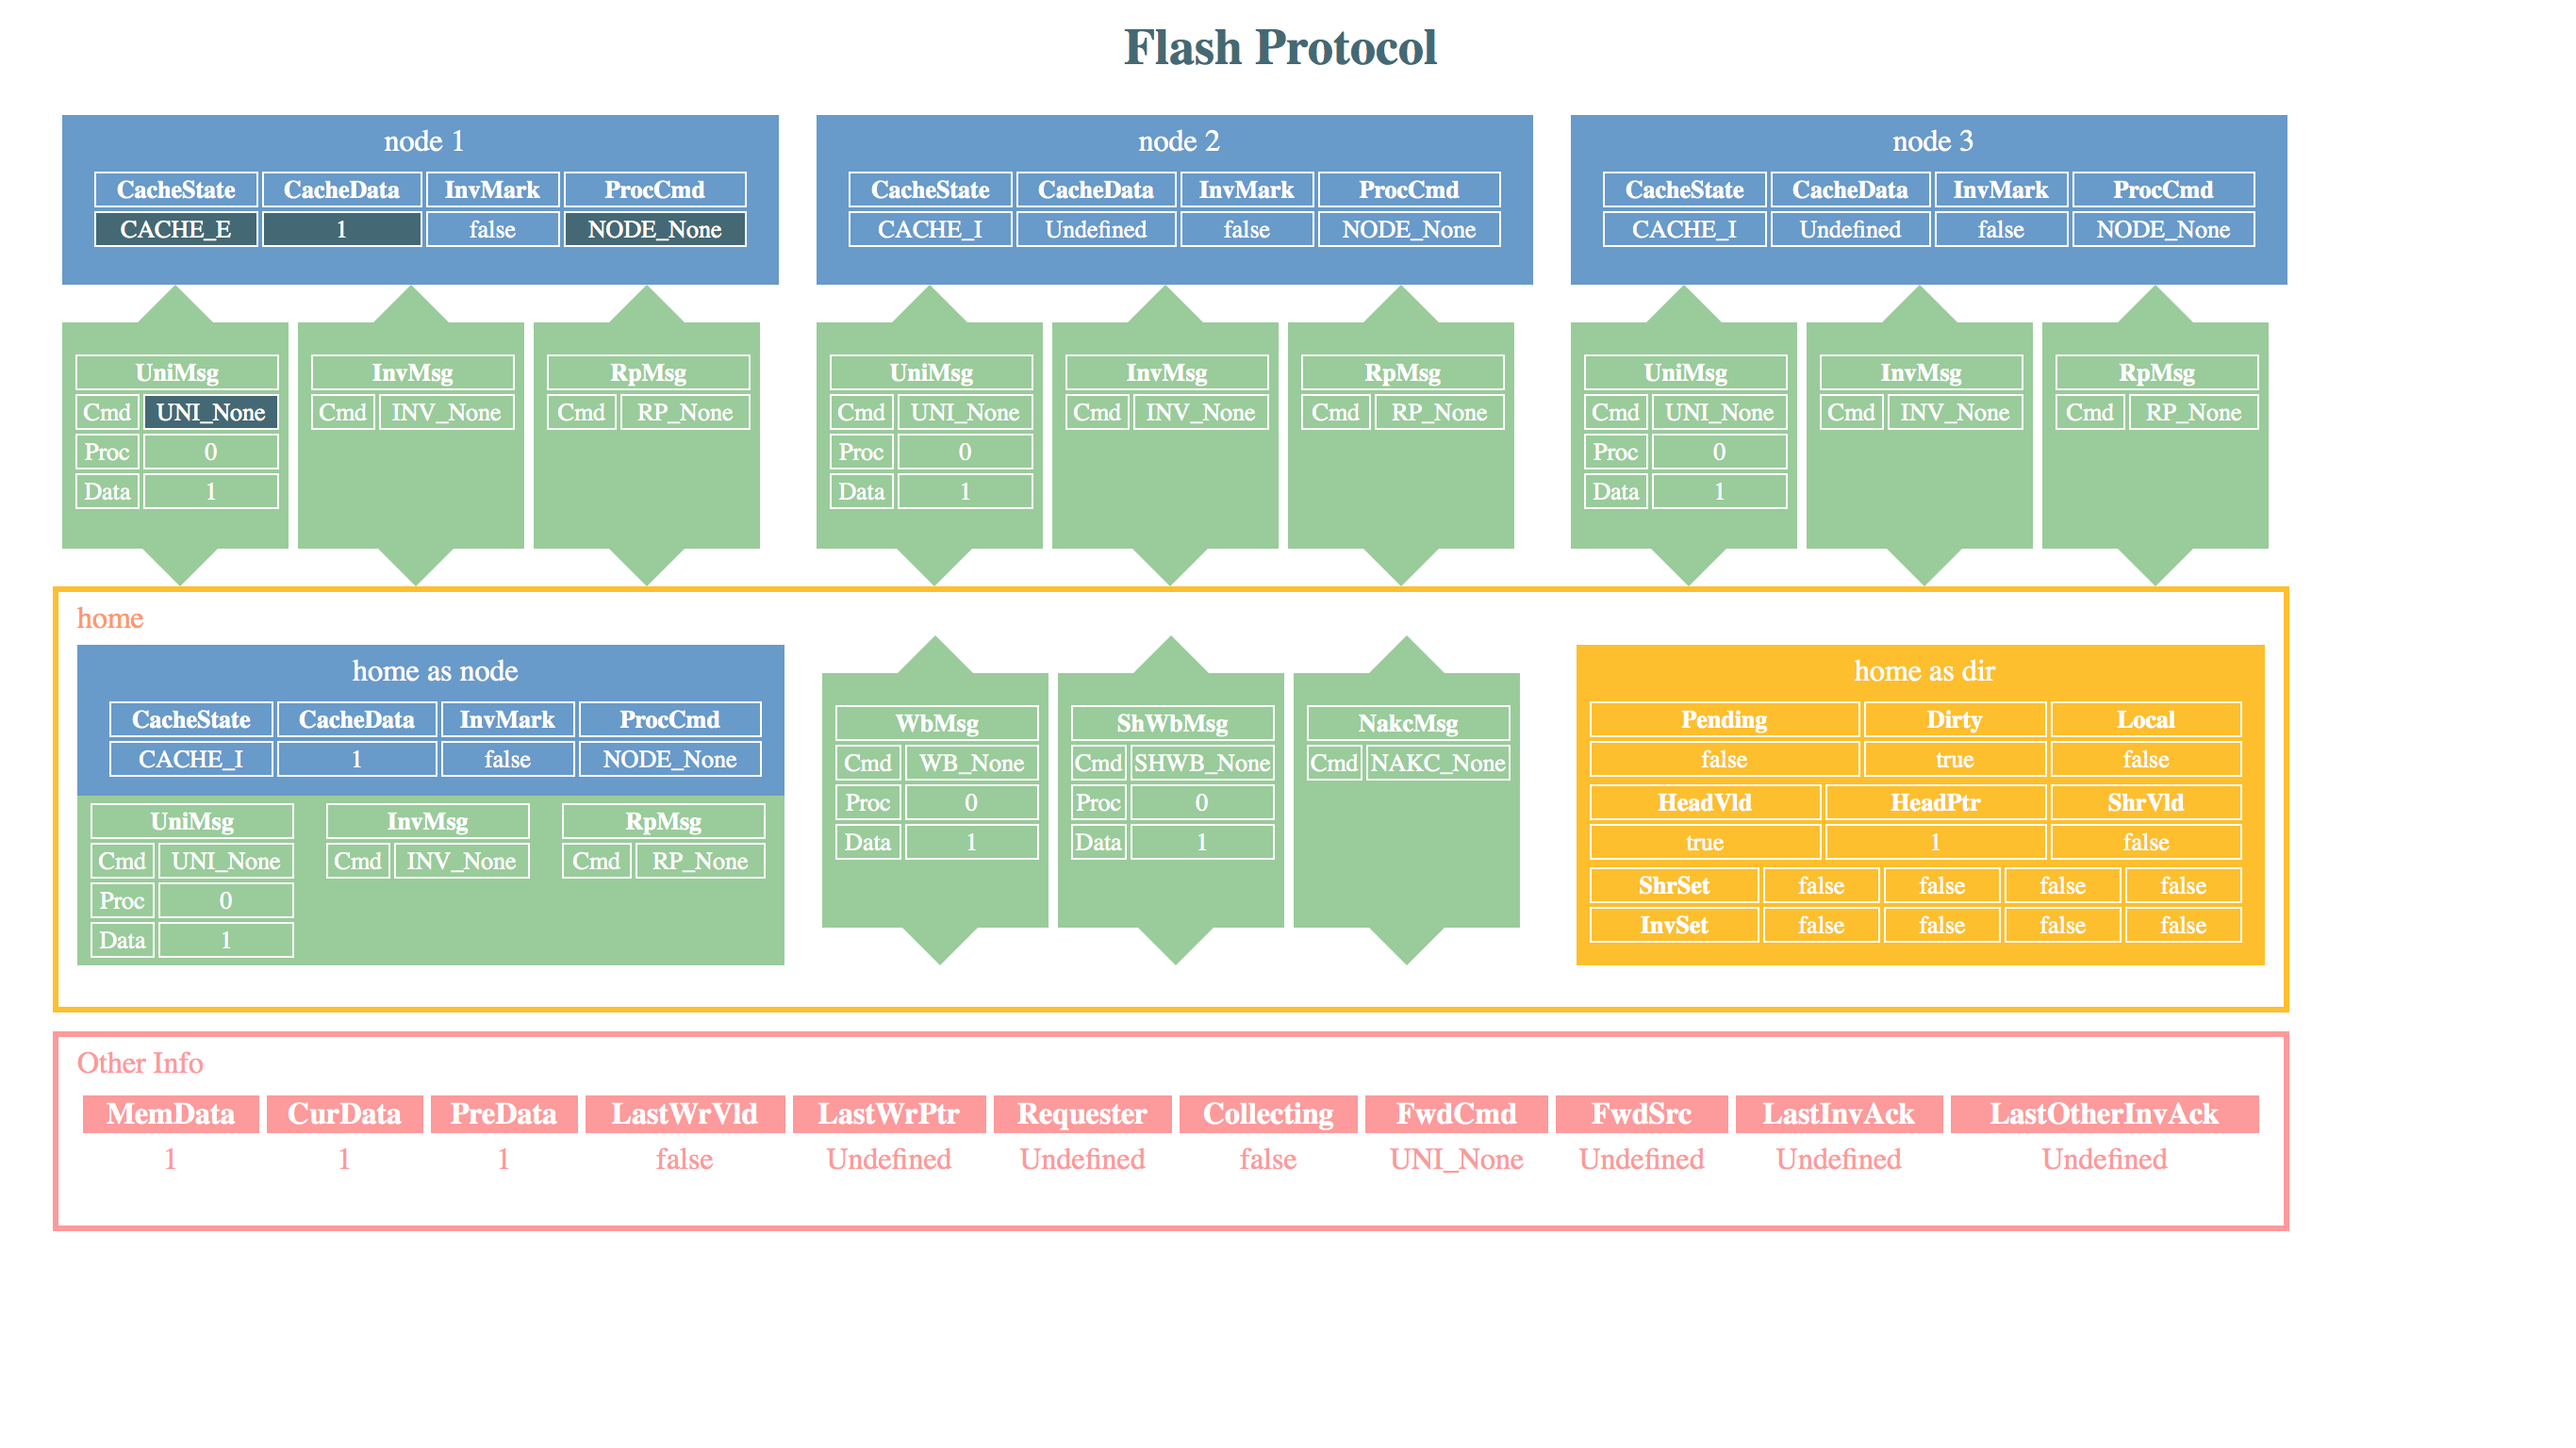 Flash Protocol
node 1
CacheState CacheData InvMark ProcCmd
CACHE_E 1 false NODE_None
node 2
CacheState CacheData InvMark ProcCmd
CACHE_I Undefined false NODE_None
node 3
CacheState CacheData InvMark ProcCmd
CACHE_I Undefined false NODE_None
UniMsg
Cmd UNI_None
Proc 0
Data 1
InvMsg
Cmd INV_None
RpMsg
Cmd RP_None
UniMsg
Cmd UNI_None
Proc 0
Data 1
InvMsg
Cmd INV_None
RpMsg
Cmd RP_None
UniMsg
Cmd UNI_None
Proc 0
Data 1
InvMsg
Cmd INV_None
RpMsg
Cmd RP_None
home
home as node
CacheState CacheData InvMark ProcCmd
CACHE_I 1 false NODE_None
UniMsg
Cmd UNI_None
Proc 0
Data 1
InvMsg
Cmd INV_None
RpMsg
Cmd RP_None
WbMsg
Cmd WB_None
Proc 0
Data 1
ShWbMsg
Cmd SHWB_None
Proc 0
Data 1
NakcMsg
Cmd NAKC_None
home as dir
Pending Dirty Local
false true false
HeadVld HeadPtr ShrVld
true 1 false
ShrSet false false false false
InvSet false false false false
Other Info
MemData CurData PreData LastWrVld LastWrPtr Requester Collecting FwdCmd FwdSrc LastInvAck LastOtherInvAck
1 1 1 false Undefined Undefined false UNI_None Undefined Undefined Undefined